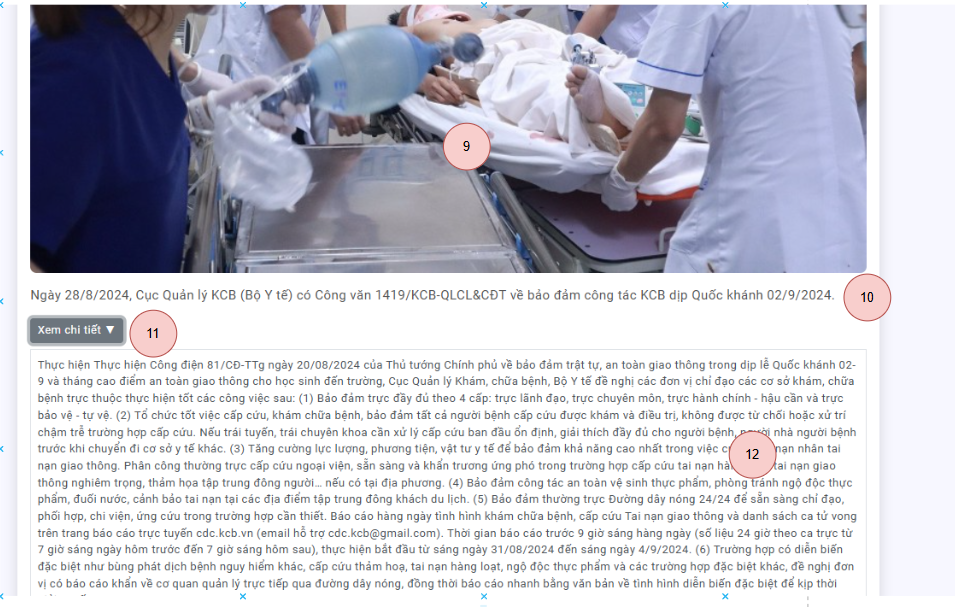 9
Ngày 28/8/2024, Cục Quản lý KCB (Bộ Y tế) có Công văn 1419/KCB-QLCL&CĐT về bảo đảm công tác KCB dịp Quốc khánh 02/9/2024.
10
Xem chi tiết ▼
11
Thực hiện Thực hiện Công điện 81/CĐ-TTg ngày 20/08/2024 của Thủ tướng Chính phủ về bảo đảm trật tự, an toàn giao thông trong dịp lễ Quốc khánh 02-
9 và tháng cao điểm an toàn giao thông cho học sinh đến trường, Cục Quản lý Khám, chữa bệnh, Bộ Y tế đề nghị các đơn vị chỉ đạo các cơ sở khám, chữa
bệnh trực thuộc thực hiện tốt các công việc sau: (1) Bảo đảm trực đầy đủ theo 4 cấp: trực lãnh đạo, trực chuyên môn, trực hành chính - hậu cần và trực
bảo vệ - tự vệ. (2) Tổ chức tốt việc cấp cứu, khám chữa bệnh, bảo đảm tất cả người bệnh cấp cứu được khám và điều trị, không được từ chối hoặc xử trí
chậm trễ trường hợp cấp cứu. Nếu trái tuyến, trái chuyên khoa cần xử lý cấp cứu ban đầu ổn định, giải thích đầy đủ cho người bệnh, người nhà người bệnh
trước khi chuyển đi cơ sở y tế khác. (3) Tăng cường lực lượng, phương tiện, vật tư y tế để bảo đảm khả năng cao nhất trong việc nạn nhân tai
nạn giao thông. Phân công thường trực cấp cứu ngoại viện, sẵn sàng và khẩn trương ứng phó trong trường hợp cấp cứu tai nạn tai nạn giao
12
thông nghiêm trọng, thảm họa tập trung đông người... nếu có tại địa phương. (4) Bảo đảm công tác an toàn vệ sinh thực phẩm, phòng tránh ngộ độc thực
phẩm, đuối nước, cảnh báo tai nạn tại các địa điểm tập trung đông khách du lịch. (5) Bảo đảm thường trực Đường dây nóng 24/24 để sẵn sàng chỉ đạo,
phối hợp, chi viện, ứng cứu trong trường hợp cần thiết. Báo cáo hàng ngày tình hình khám chữa bệnh, cấp cứu Tai nạn giao thông và danh sách ca tử vong
trên trang báo cáo trực tuyến cdc.kcb.vn (email hỗ trợ cdc.kcb@gmail.com). Thời gian báo cáo trước 9 giờ sáng hàng ngày (số liệu 24 giờ theo ca trực từ
7 giờ sáng ngày hôm trước đến 7 giờ sáng hôm sau), thực hiện bắt đầu từ sáng ngày 31/08/2024 đến sáng ngày 4/9/2024. (6) Trường hợp có diễn biến
đặc biệt như bùng phát dịch bệnh nguy hiểm khác, cấp cứu thảm hoạ, tai nạn hàng loạt, ngộ độc thực phẩm và các trường hợp đặc biệt khác, đề nghị đơn
vị có báo cáo khẩn về cơ quan quản lý trực tiếp qua đường dây nóng, đồng thời báo cáo nhanh bằng văn bản về tình hình diễn biến đặc biệt để kịp thời